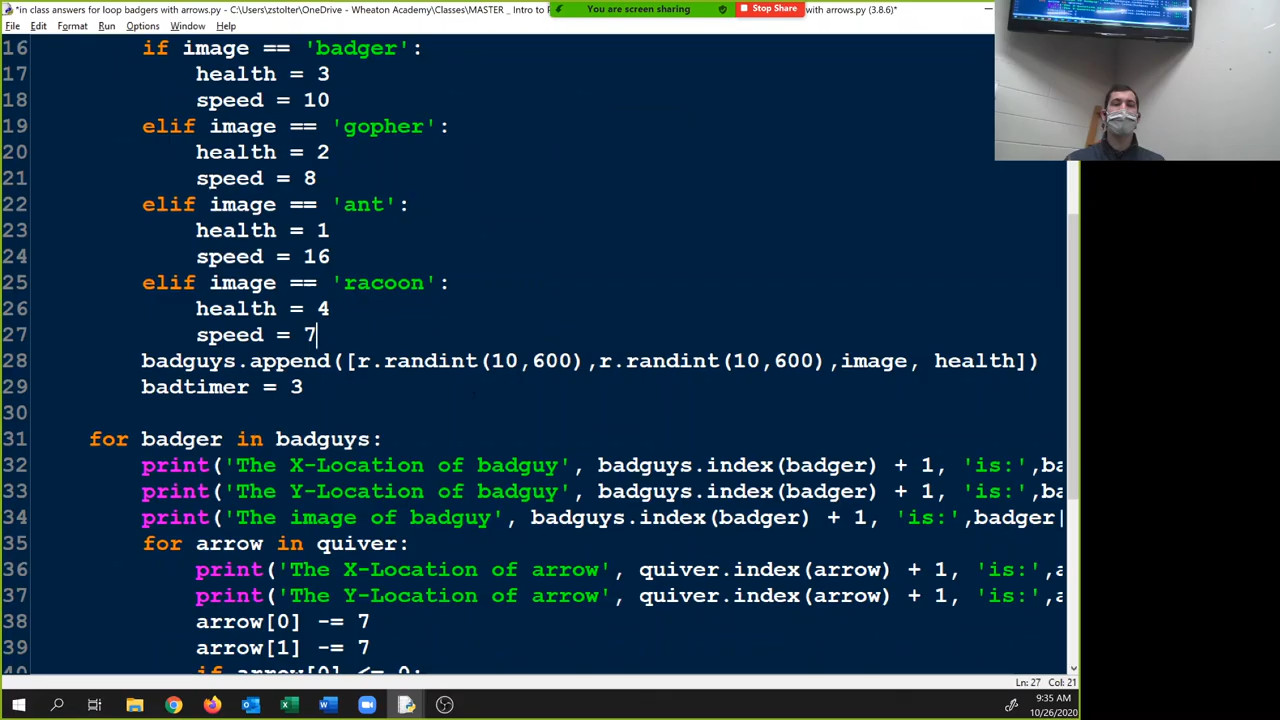 *in class answers for loop badgers with arrows.py - C:\Users\zstolter\OneDrive - Wheaton Academy\Classes\MASTER _ Intro to
with arrows.py (3.8.6)*
You are screen sharing
Stop Share
File Edit Format Run Options Window Help
16 if image == 'badger':
17 health = 3
18 speed = 10
19 elif image == 'gopher':
20 health = 2
21 speed = 8
22 elif image == 'ant':
23 health = 1
24 speed = 16
25 elif image == 'racoon':
26 health = 4
27 speed = 7
28 badguys.append([r.randint(10,600),r.randint(10,600),image, health])
29 badtimer = 3
30
31 for badger in badguys:
32 print('The X-Location of badguy', badguys.index(badger) + 1, 'is:',ba
33 print('The Y-Location of badguy', badguys.index(badger) + 1, 'is:',ba
34 print('The image of badguy', badguys.index(badger) + 1, 'is:',badger[
35 for arrow in quiver:
36 print('The X-Location of arrow', quiver.index(arrow) + 1, 'is:',a
37 print('The Y-Location of arrow', quiver.index(arrow) + 1, 'is:',a
38 arrow[0] -= 7
39 arrow[1] -= 7
40 if arrow[0] <= 0:
Ln: 27 Col: 21
9:35 AM
10/26/2020